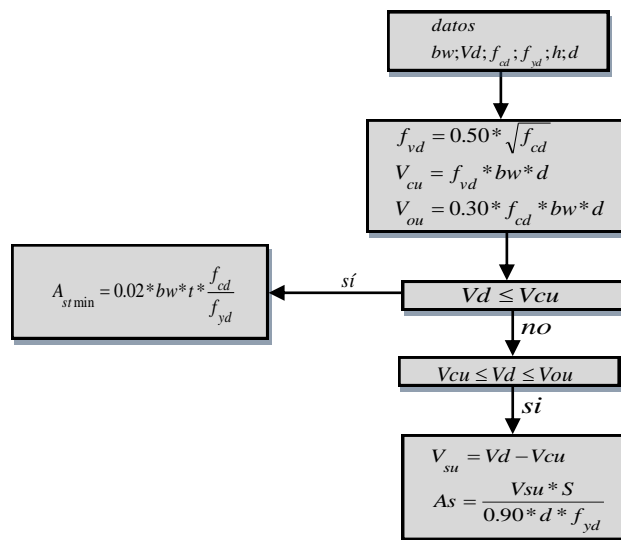 datos
bw;Vd; f_cd; f_yd; h; d
f_vd = 0.50* √f_cd
V_cu = f_vd *bw*d
V_ou = 0.30* f_cd *bw*d
sí
A_st min = 0.02*bw*t* f_cd / f_yd
Vd ≤ Vcu
no
Vcu ≤ Vd ≤ Vou
si
V_su = Vd − Vcu
As = Vsu * S / 0.90* d * f_yd